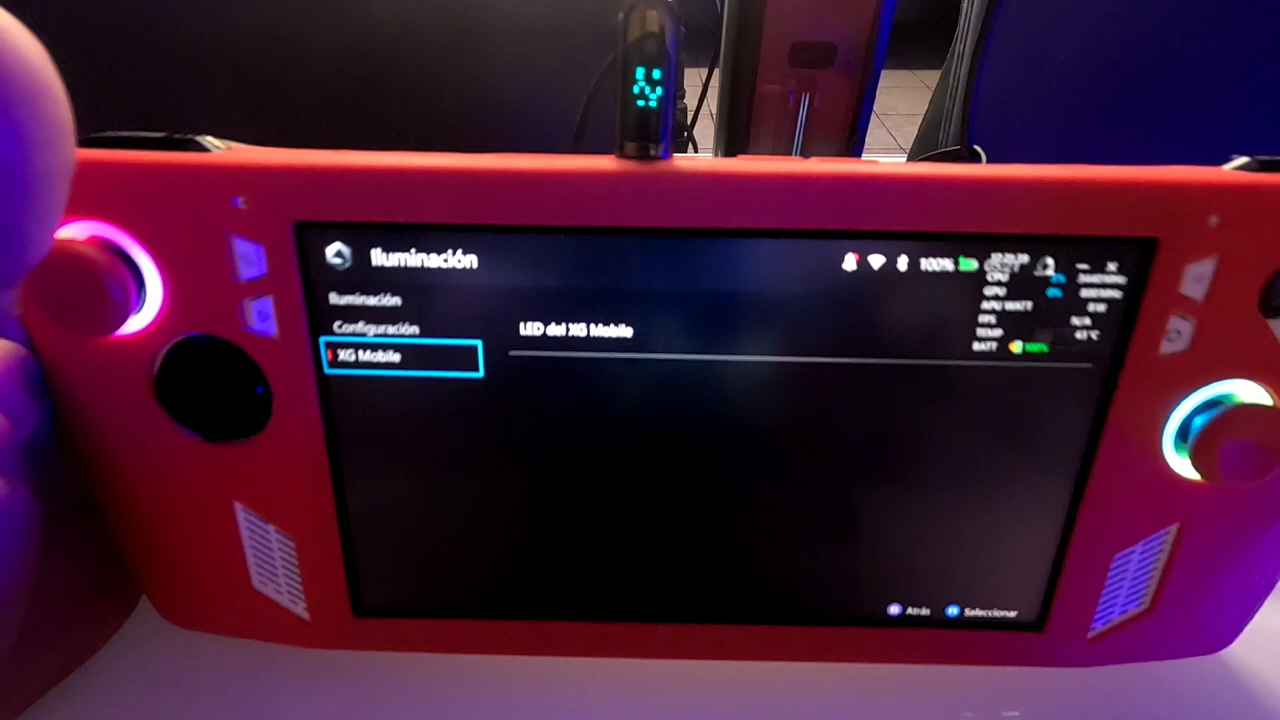 Iluminación
100%
Iluminación
Configuración
XG Mobile
LED del XG Mobile
CPU
GPU
APU WATT
FPS N/A
TEMP
BATT 100%
Atrás
Seleccionar